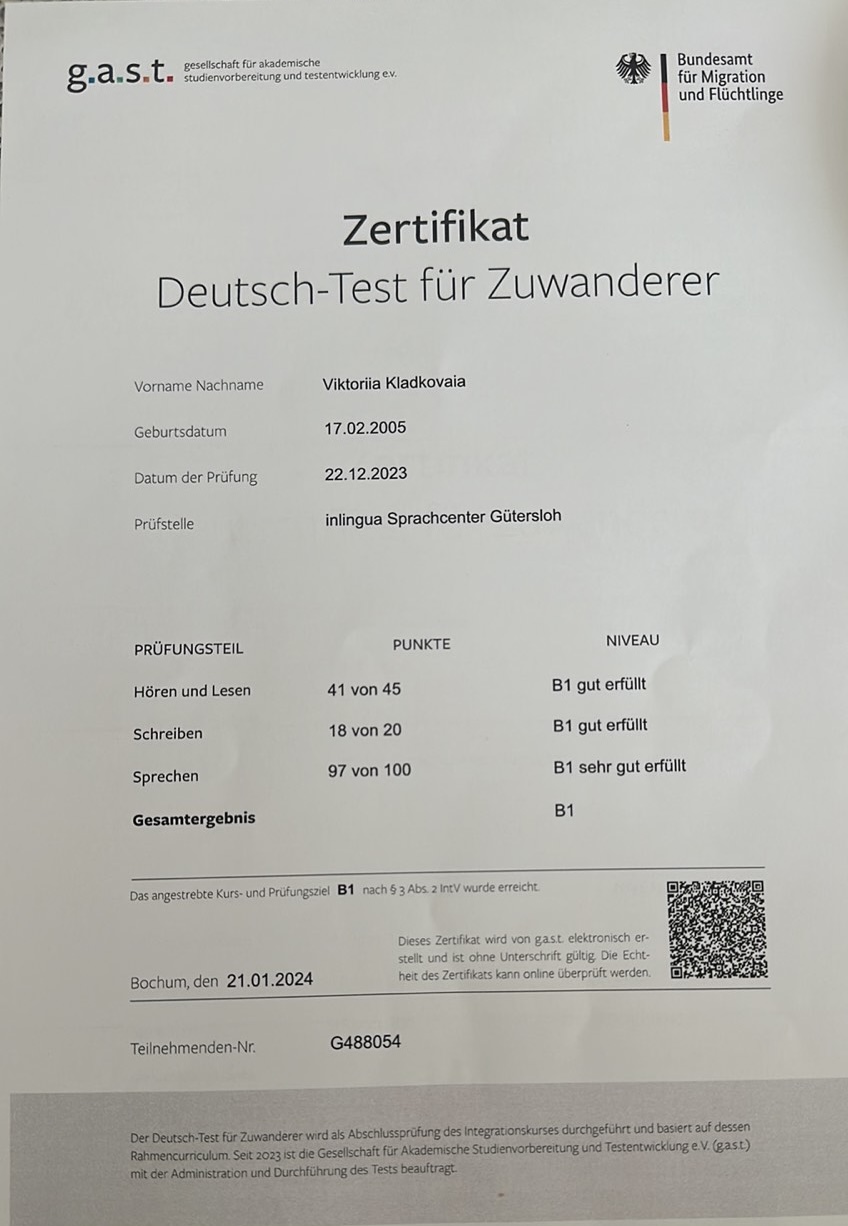 g.a.s.t. gesellschaft für akademische
studienvorbereitung und testentwicklung e.v.
Bundesamt
für Migration
und Flüchtlinge
Zertifikat
Deutsch-Test für Zuwanderer
Vorname Nachname Viktoriia Kladkovaia
Geburtsdatum 17.02.2005
Datum der Prüfung 22.12.2023
Prüfstelle inlingua Sprachcenter Gütersloh
PRÜFUNGSTEIL PUNKTE NIVEAU
Hören und Lesen 41 von 45 B1 gut erfüllt
Schreiben 18 von 20 B1 gut erfüllt
Sprechen 97 von 100 B1 sehr gut erfüllt
Gesamtergebnis B1
Das angestrebte Kurs- und Prüfungsziel B1 nach § 3 Abs. 2 IntV wurde erreicht.
Dieses Zertifikat wird von g.a.s.t. elektronisch er-
stellt und ist ohne Unterschrift gültig. Die Echt-
heit des Zertifikats kann online überprüft werden.
Bochum, den 21.01.2024
Teilnehmenden-Nr. G488054
Der Deutsch-Test für Zuwanderer wird als Abschlussprüfung des Integrationskurses durchgeführt und basiert auf dessen
Rahmencurriculum. Seit 2023 ist die Gesellschaft für Akademische Studienvorbereitung und Testentwicklung e.V. (g.a.s.t.)
mit der Administration und Durchführung des Tests beauftragt.